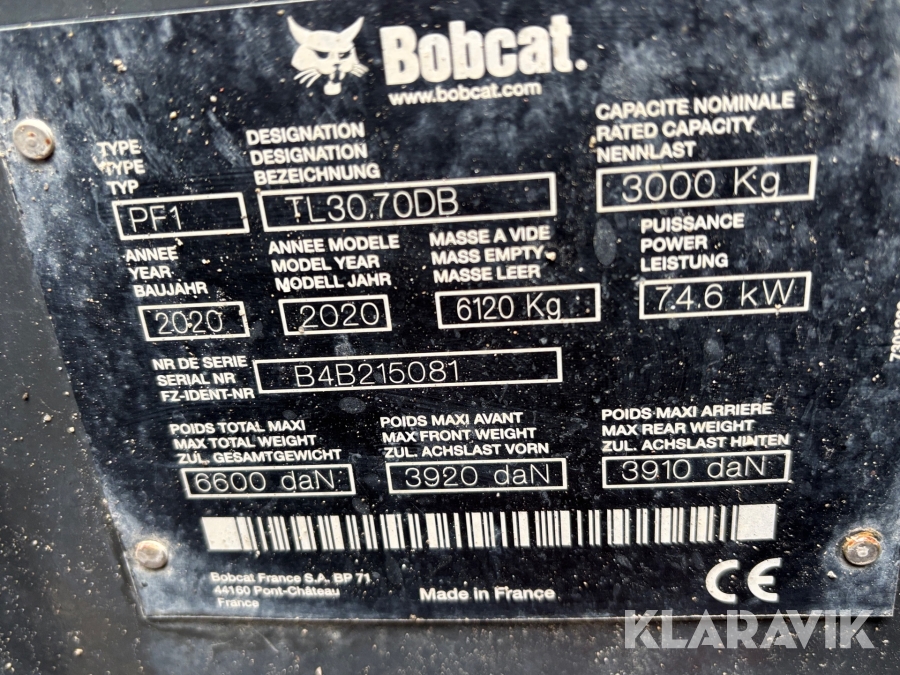 Bobcat.
www.bobcat.com
TYPE
TYPE
TYP
PF1
DESIGNATION
DESIGNATION
BEZEICHNUNG
TL30.70DB
CAPACITE NOMINALE
RATED CAPACITY
NENNLAST
3000 Kg
ANNEE
YEAR
BAUJAHR
2020
ANNEE MODELE
MODEL YEAR
MODELL JAHR
2020
MASSE A VIDE
MASS EMPTY
MASSE LEER
6120 Kg
PUISSANCE
POWER
LEISTUNG
74.6 kW
NR DE SERIE
SERIAL NR
FZ-IDENT-NR
B4B215081
POIDS TOTAL MAXI
MAX TOTAL WEIGHT
ZUL. GESAMTGEWICHT
6600 daN
POIDS MAXI AVANT
MAX FRONT WEIGHT
ZUL. ACHSLAST VORN
3920 daN
POIDS MAXI ARRIERE
MAX REAR WEIGHT
ZUL. ACHSLAST HINTEN
3910 daN
Bobcat France S.A. BP 71
44160 Pont-Château
France
Made in France
CE
KLARAVIK